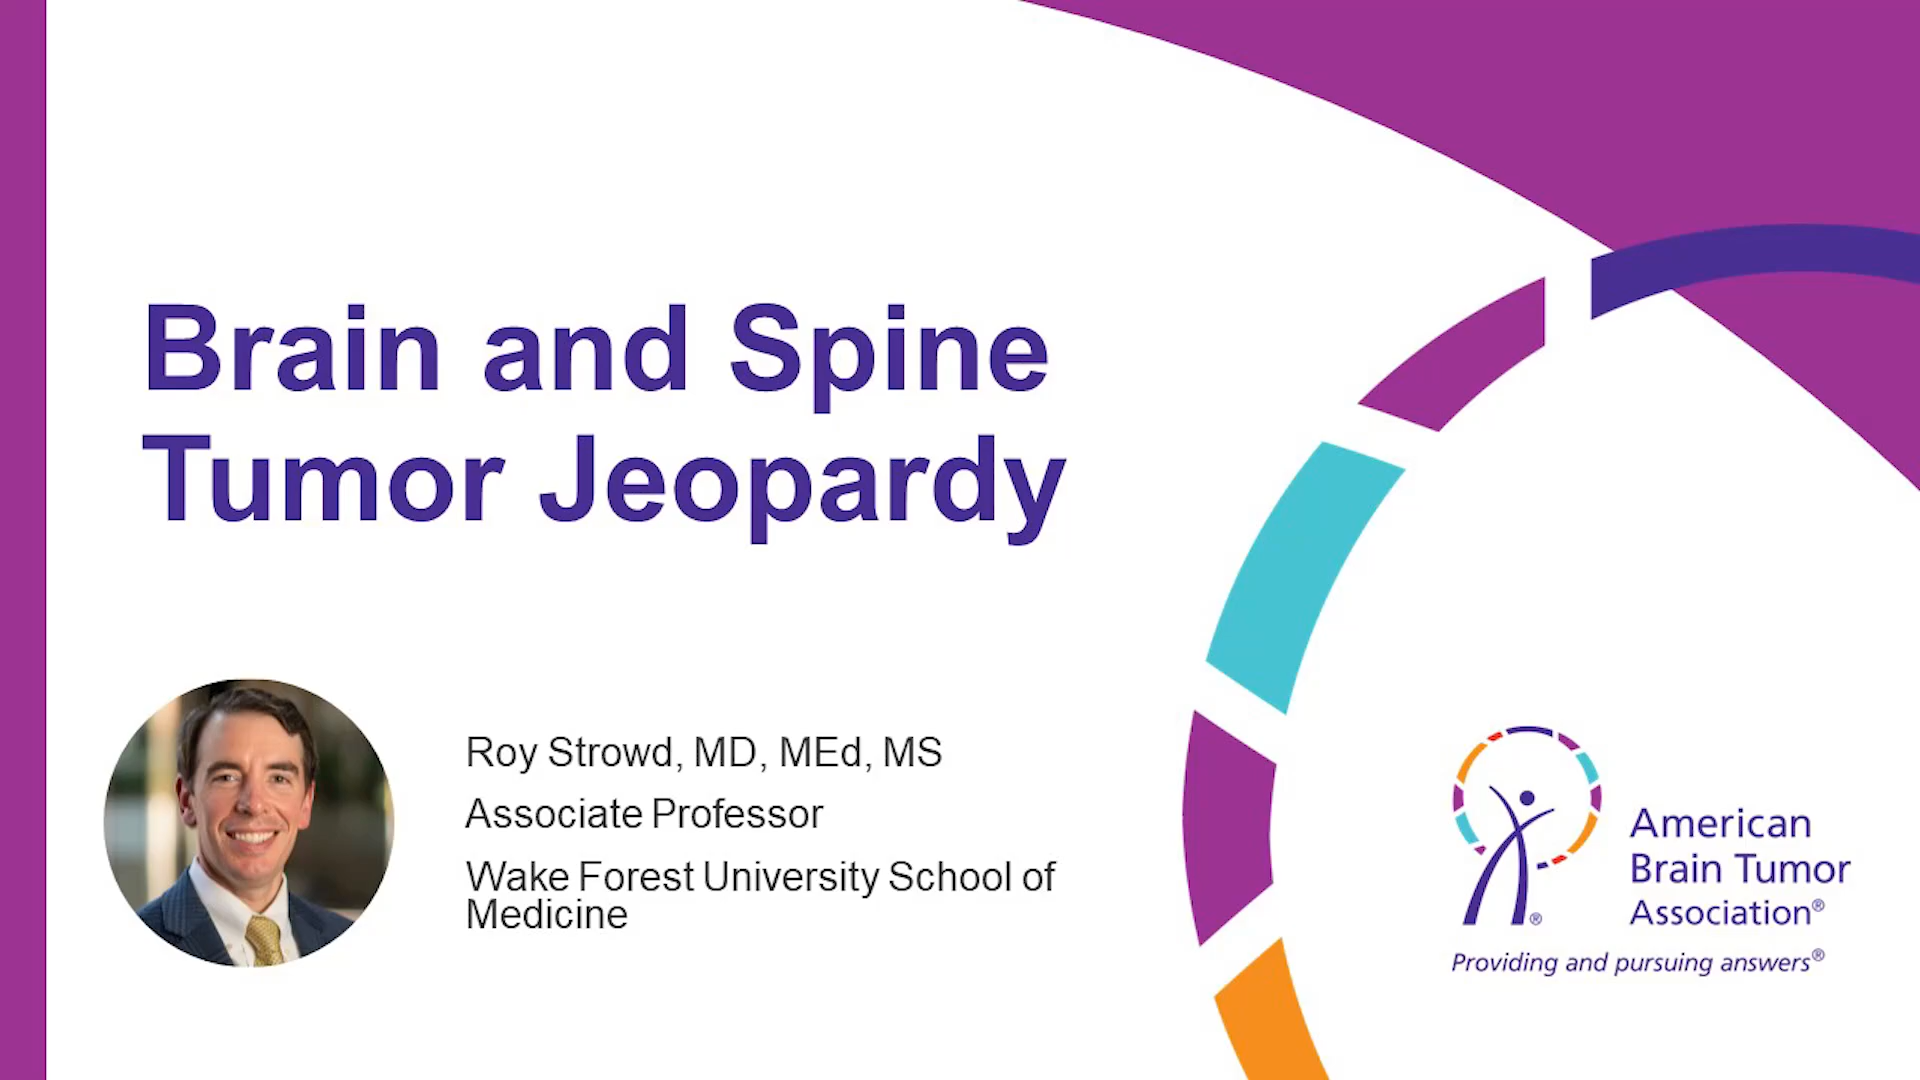 Brain and Spine
Tumor Jeopardy
Roy Strowd, MD, MEd, MS
Associate Professor
Wake Forest University School of
Medicine
American
Brain Tumor
Association®
®
Providing and pursuing answers®